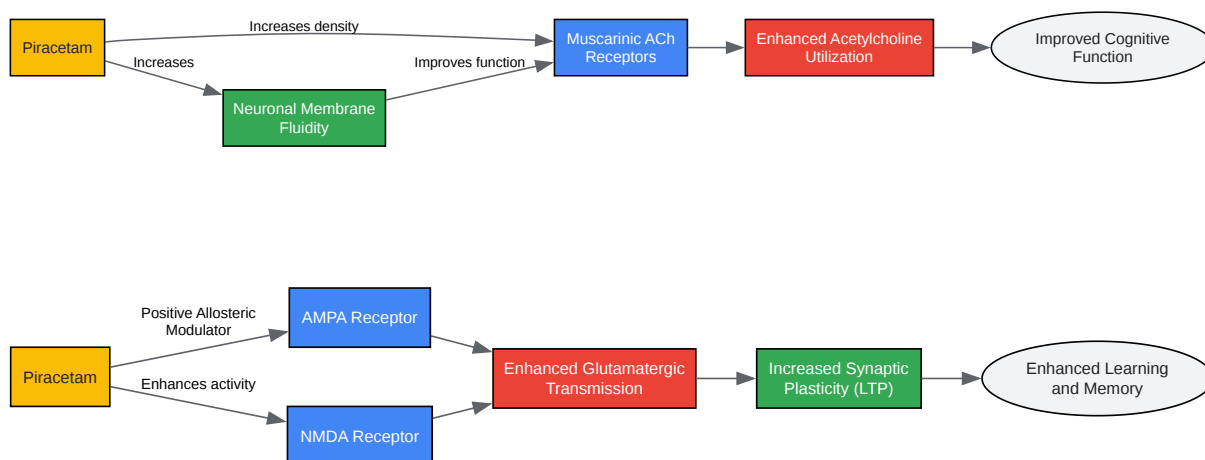 Increases density
Piracetam
Muscarinic ACh
Receptors
Enhanced Acetylcholine
Utilization
Improved Cognitive
Function
Increases
Improves function
Neuronal Membrane
Fluidity
Positive Allosteric
Modulator
AMPA Receptor
Piracetam
Enhances activity
Enhanced Glutamatergic
Transmission
Increased Synaptic
Plasticity (LTP)
Enhanced Learning
and Memory
NMDA Receptor